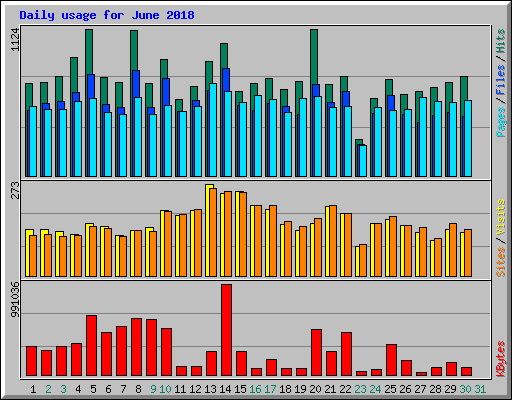 Daily usage for June 2018
1124
Pages / Files / Hits
273
Sites / Visits
991036
KBytes
1 2 3 4 5 6 7 8 9 10 11 12 13 14 15 16 17 18 19 20 21 22 23 24 25 26 27 28 29 30 31